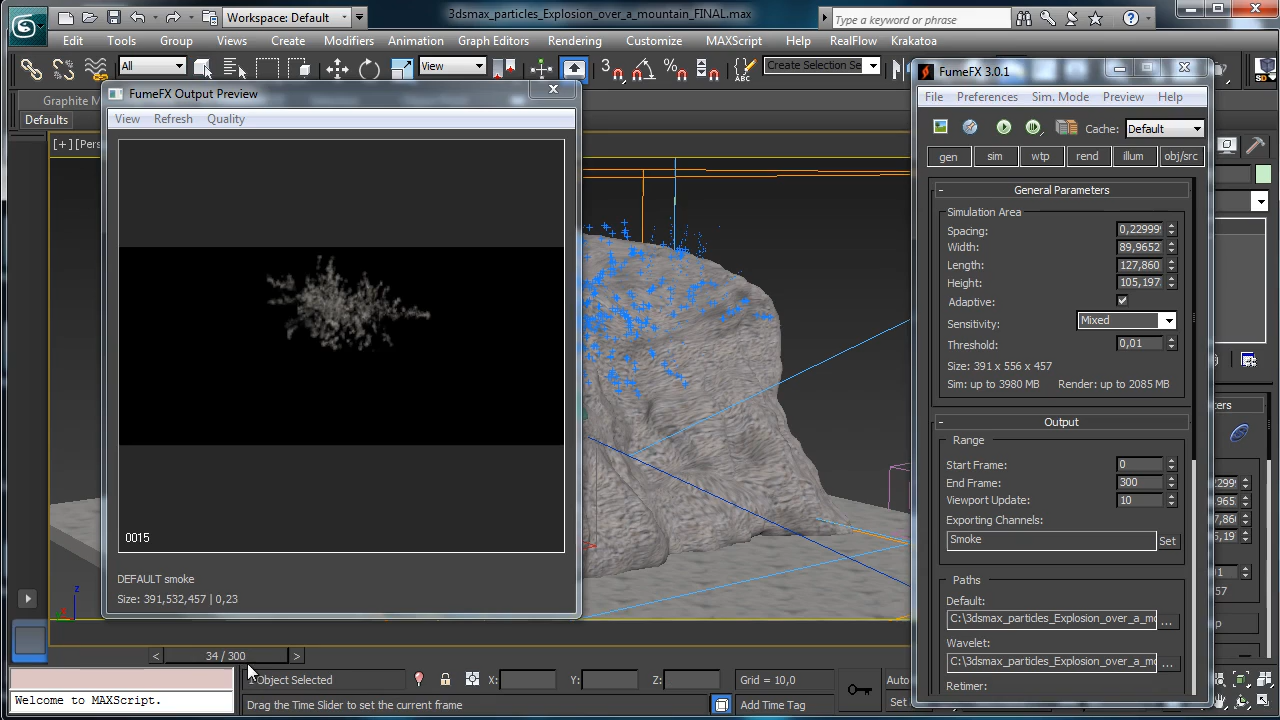 Workspace: Default
3dsmax_particles_Explosion_over_a_mountain_FINAL.max
Type a keyword or phrase
Edit Tools Group Views Create Modifiers Animation Graph Editors Rendering Customize MAXScript Help RealFlow Krakatoa
All
View
3
Create Selection Se
Graphite M
Defaults
[+] [Pers
FumeFX Output Preview
View Refresh Quality
0015
DEFAULT smoke
Size: 391,532,457 | 0,23
FumeFX 3.0.1
File Preferences Sim. Mode Preview Help
Cache: Default
gen sim wtp rend illum obj/src
- General Parameters
Simulation Area
Spacing: 0,22999
Width: 89,9652
Length: 127,860
Height: 105,197
Adaptive:
Sensitivity: Mixed
Threshold: 0,01
Size: 391 x 556 x 457
Sim: up to 3980 MB Render: up to 2085 MB
- Output
Range
Start Frame: 0
End Frame: 300
Viewport Update: 10
Exporting Channels:
Smoke Set
Paths
Default:
C:\3dsmax_particles_Explosion_over_a_mo ...
Wavelet:
C:\3dsmax_particles_Explosion_over_a_mo ...
Retimer:
z
< 34 / 300 >
Object Selected
X: Y: Z:
Grid = 10,0
Auto
Welcome to MAXScript.
Drag the Time Slider to set the current frame
Add Time Tag
Set